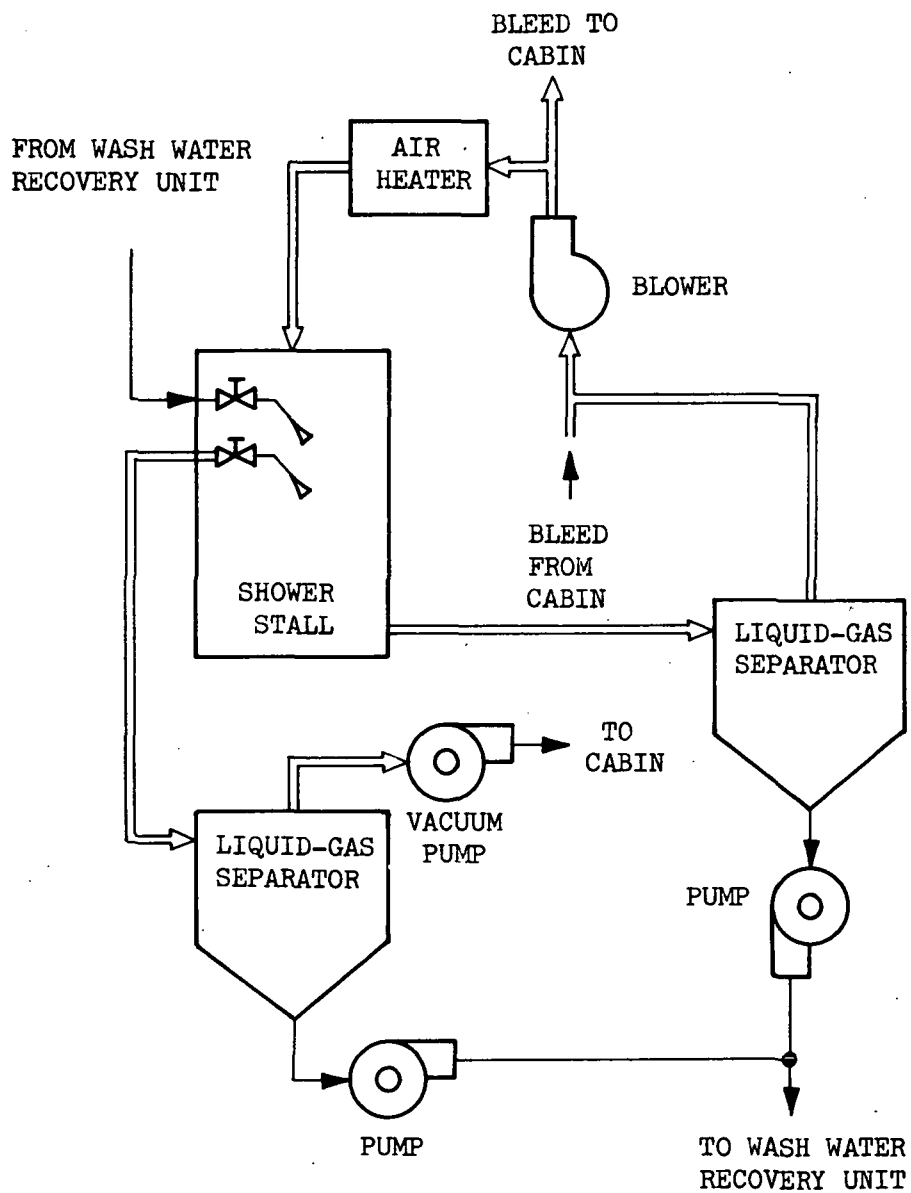 BLEED TO
CABIN
FROM WASH WATER
RECOVERY UNIT
AIR
HEATER
BLOWER
BLEED
FROM
CABIN
SHOWER
STALL
LIQUID-GAS
SEPARATOR
TO
CABIN
VACUUM
PUMP
LIQUID-GAS
SEPARATOR
PUMP
PUMP
TO WASH WATER
RECOVERY UNIT